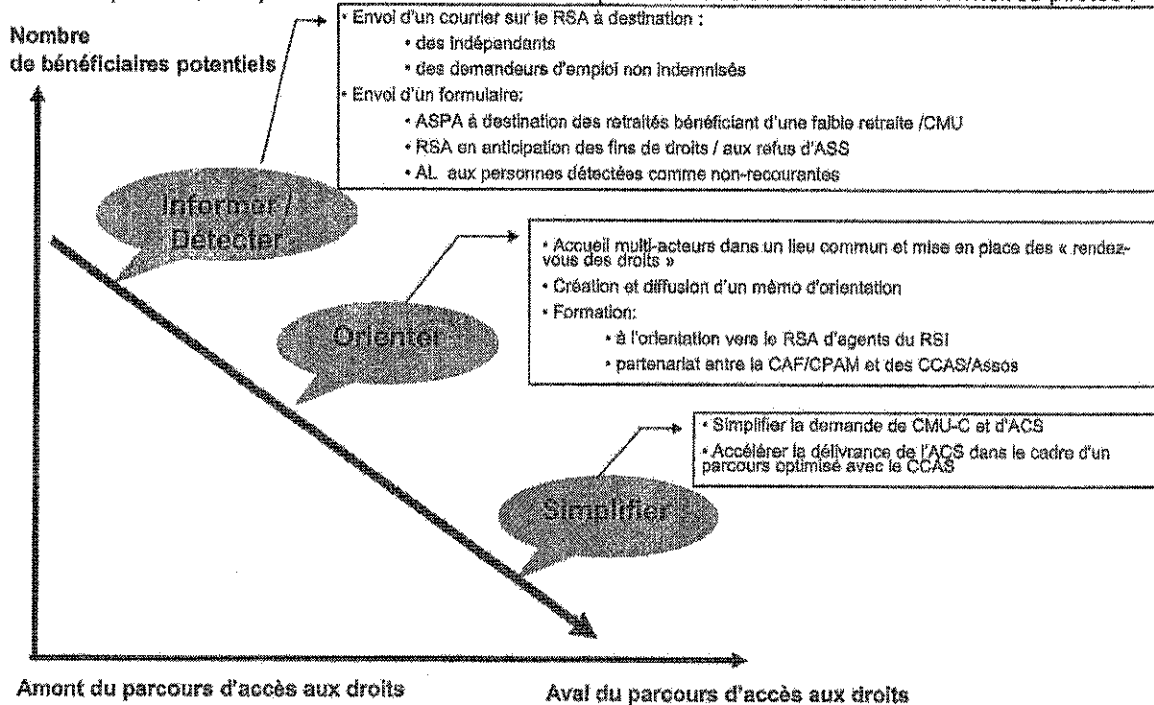 Nombre
de bénéficiaires potentiels
• Envoi d'un courrier sur le RSA à destination :
• des indépendants
• des demandeurs d'emploi non indemnisés
• Envoi d'un formulaire:
• ASPA à destination des retraités bénéficiant d'une faible retraite /CMU
• RSA en anticipation des fins de droits / aux refus d'ASS
• AL aux personnes détectées comme non-recourantes
Informer /
Détecter
• Accueil multi-acteurs dans un lieu commun et mise en place des « rendez-
vous des droits »
• Création et diffusion d'un mémo d'orientation
• Formation:
• à l'orientation vers le RSA d'agents du RSI
• partenariat entre la CAF/CPAM et des CCAS/Assos
Orienter
• Simplifier la demande de CMU-C et d'ACS
• Accélérer la délivrance de l'ACS dans le cadre d'un
parcours optimisé avec le CCAS
Simplifier
Amont du parcours d'accès aux droits
Aval du parcours d'accès aux droits